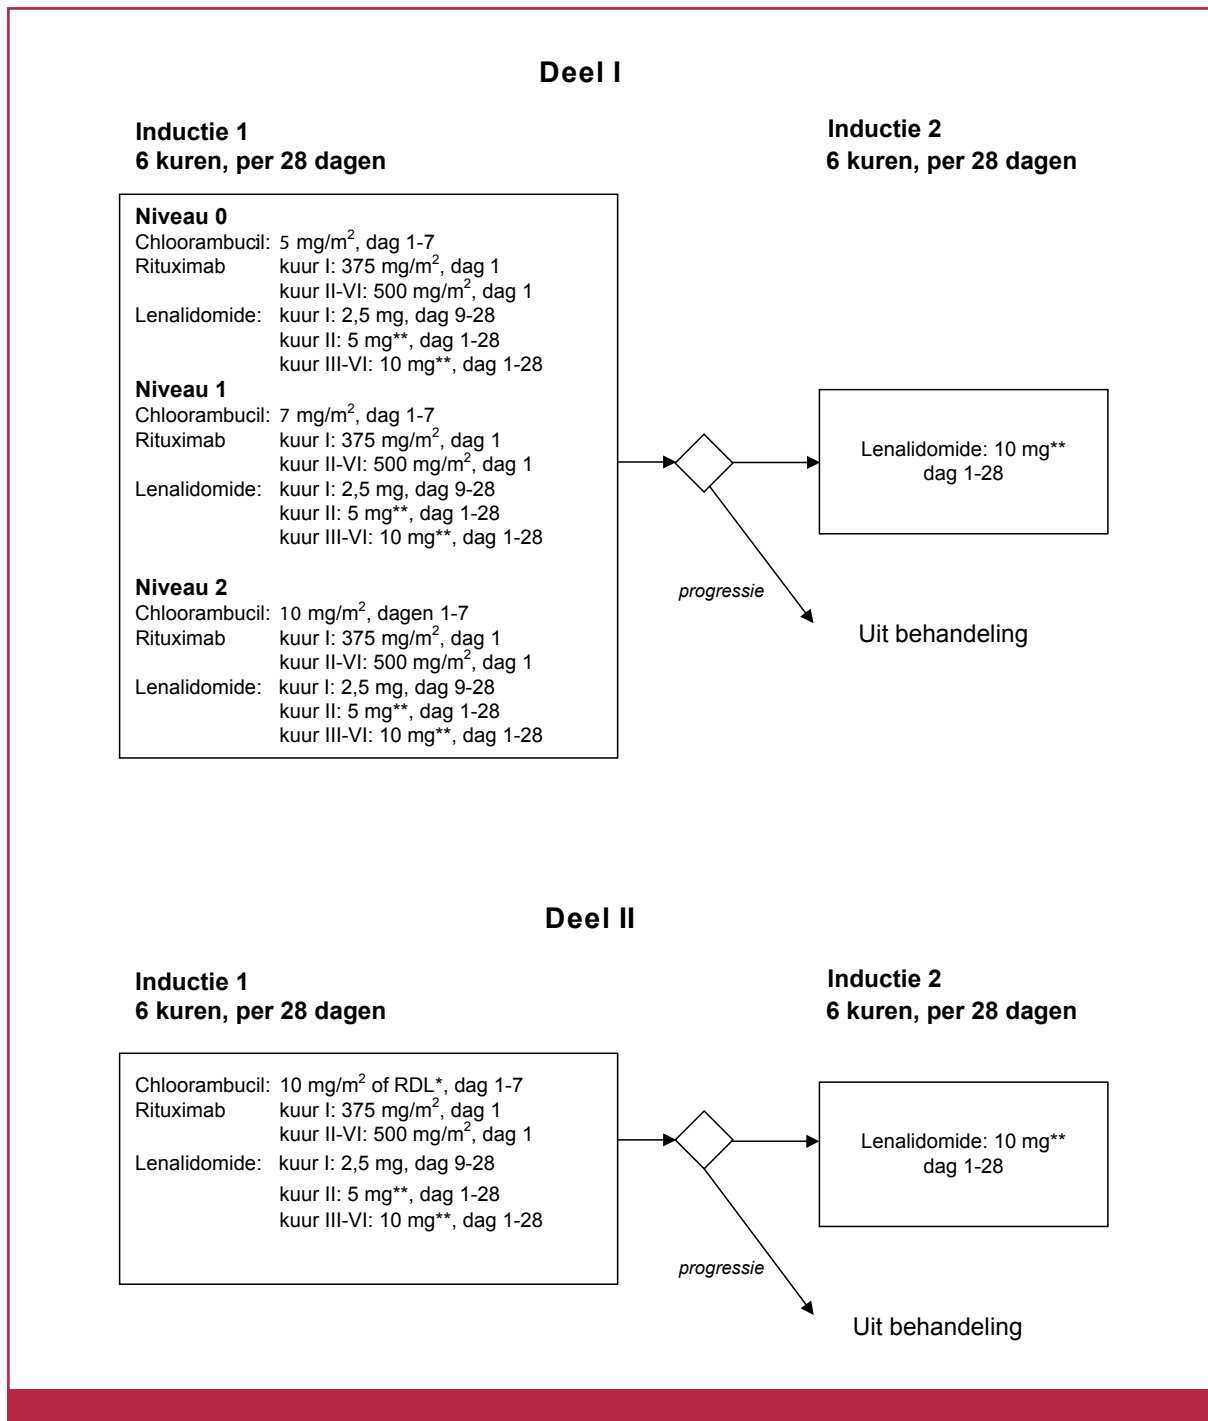 Deel I
Inductie 1
6 kuren, per 28 dagen
Inductie 2
6 kuren, per 28 dagen
Niveau 0
Chloorambucil: 5 mg/m², dag 1-7
Rituximab kuur I: 375 mg/m², dag 1
kuur II-VI: 500 mg/m², dag 1
Lenalidomide: kuur I: 2,5 mg, dag 9-28
kuur II: 5 mg**, dag 1-28
kuur III-VI: 10 mg**, dag 1-28
Niveau 1
Chloorambucil: 7 mg/m², dag 1-7
Rituximab kuur I: 375 mg/m², dag 1
kuur II-VI: 500 mg/m², dag 1
Lenalidomide: kuur I: 2,5 mg, dag 9-28
kuur II: 5 mg**, dag 1-28
kuur III-VI: 10 mg**, dag 1-28
Niveau 2
Chloorambucil: 10 mg/m², dagen 1-7
Rituximab kuur I: 375 mg/m², dag 1
kuur II-VI: 500 mg/m², dag 1
Lenalidomide: kuur I: 2,5 mg, dag 9-28
kuur II: 5 mg**, dag 1-28
kuur III-VI: 10 mg**, dag 1-28
Lenalidomide: 10 mg**
dag 1-28
progressie
Uit behandeling
Deel II
Inductie 1
6 kuren, per 28 dagen
Inductie 2
6 kuren, per 28 dagen
Chloorambucil: 10 mg/m² of RDL*, dag 1-7
Rituximab kuur I: 375 mg/m², dag 1
kuur II-VI: 500 mg/m², dag 1
Lenalidomide: kuur I: 2,5 mg, dag 9-28
kuur II: 5 mg**, dag 1-28
kuur III-VI: 10 mg**, dag 1-28
Lenalidomide: 10 mg**
dag 1-28
progressie
Uit behandeling